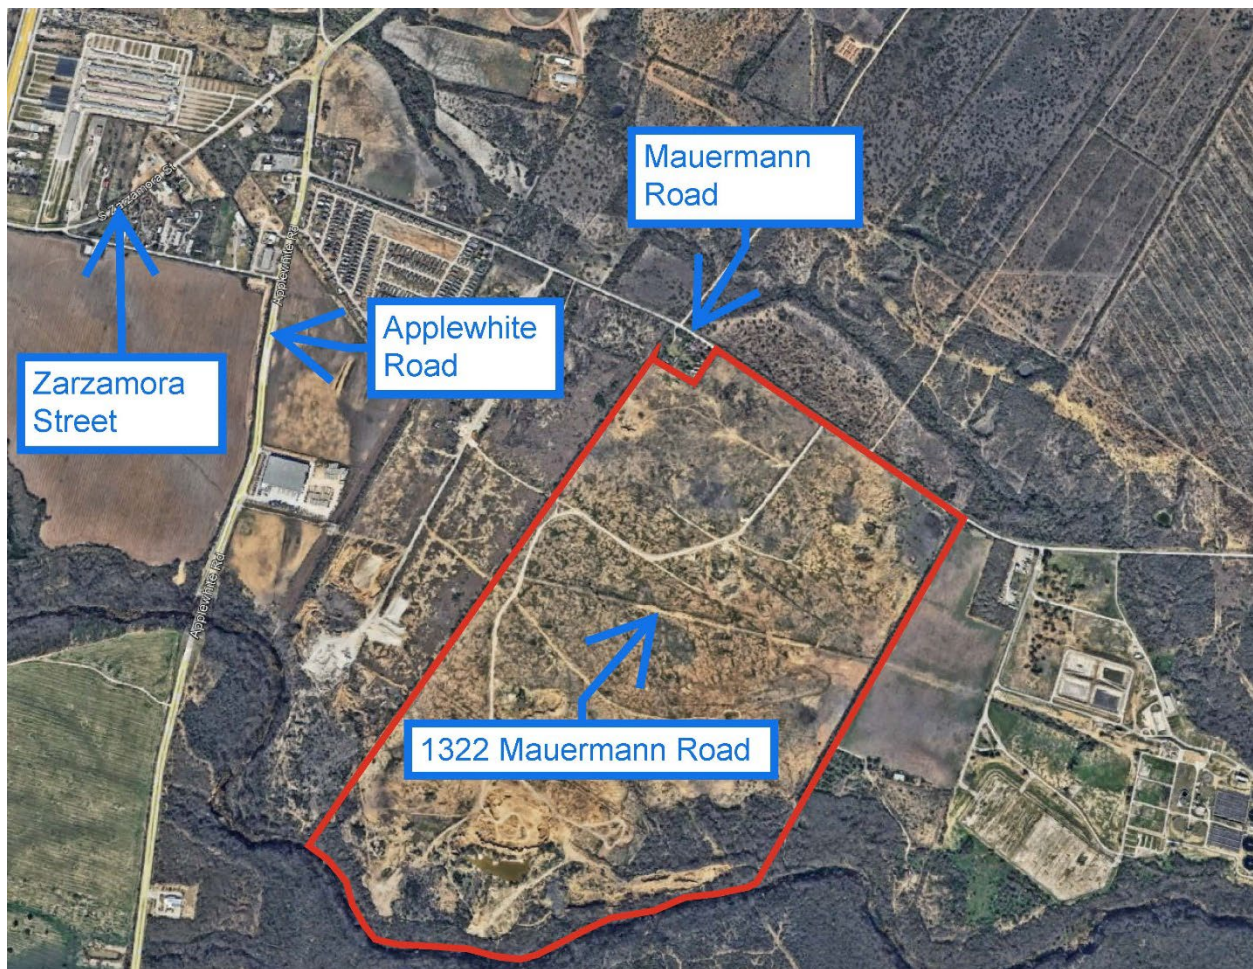 S Zarzamora St
Mauermann
Road
Applewhite Rd
Applewhite
Road
Zarzamora
Street
Applewhite Rd
1322 Mauermann Road